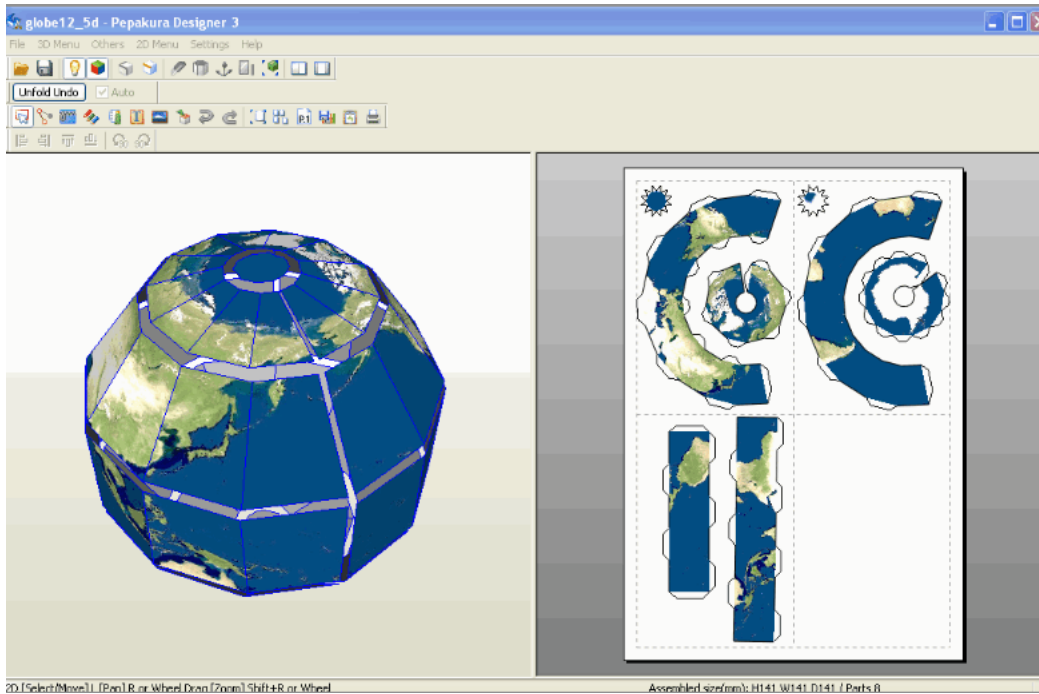 globe12_5d - Pepakura Designer 3
File 3D Menu Others 2D Menu Settings Help
Unfold Undo Auto
P.1
2D [Select/Move] L [Pan] R or Wheel Drag [Zoom] Shift+R or Wheel Assembled size(mm): H141 W141 D141 / Parts 8